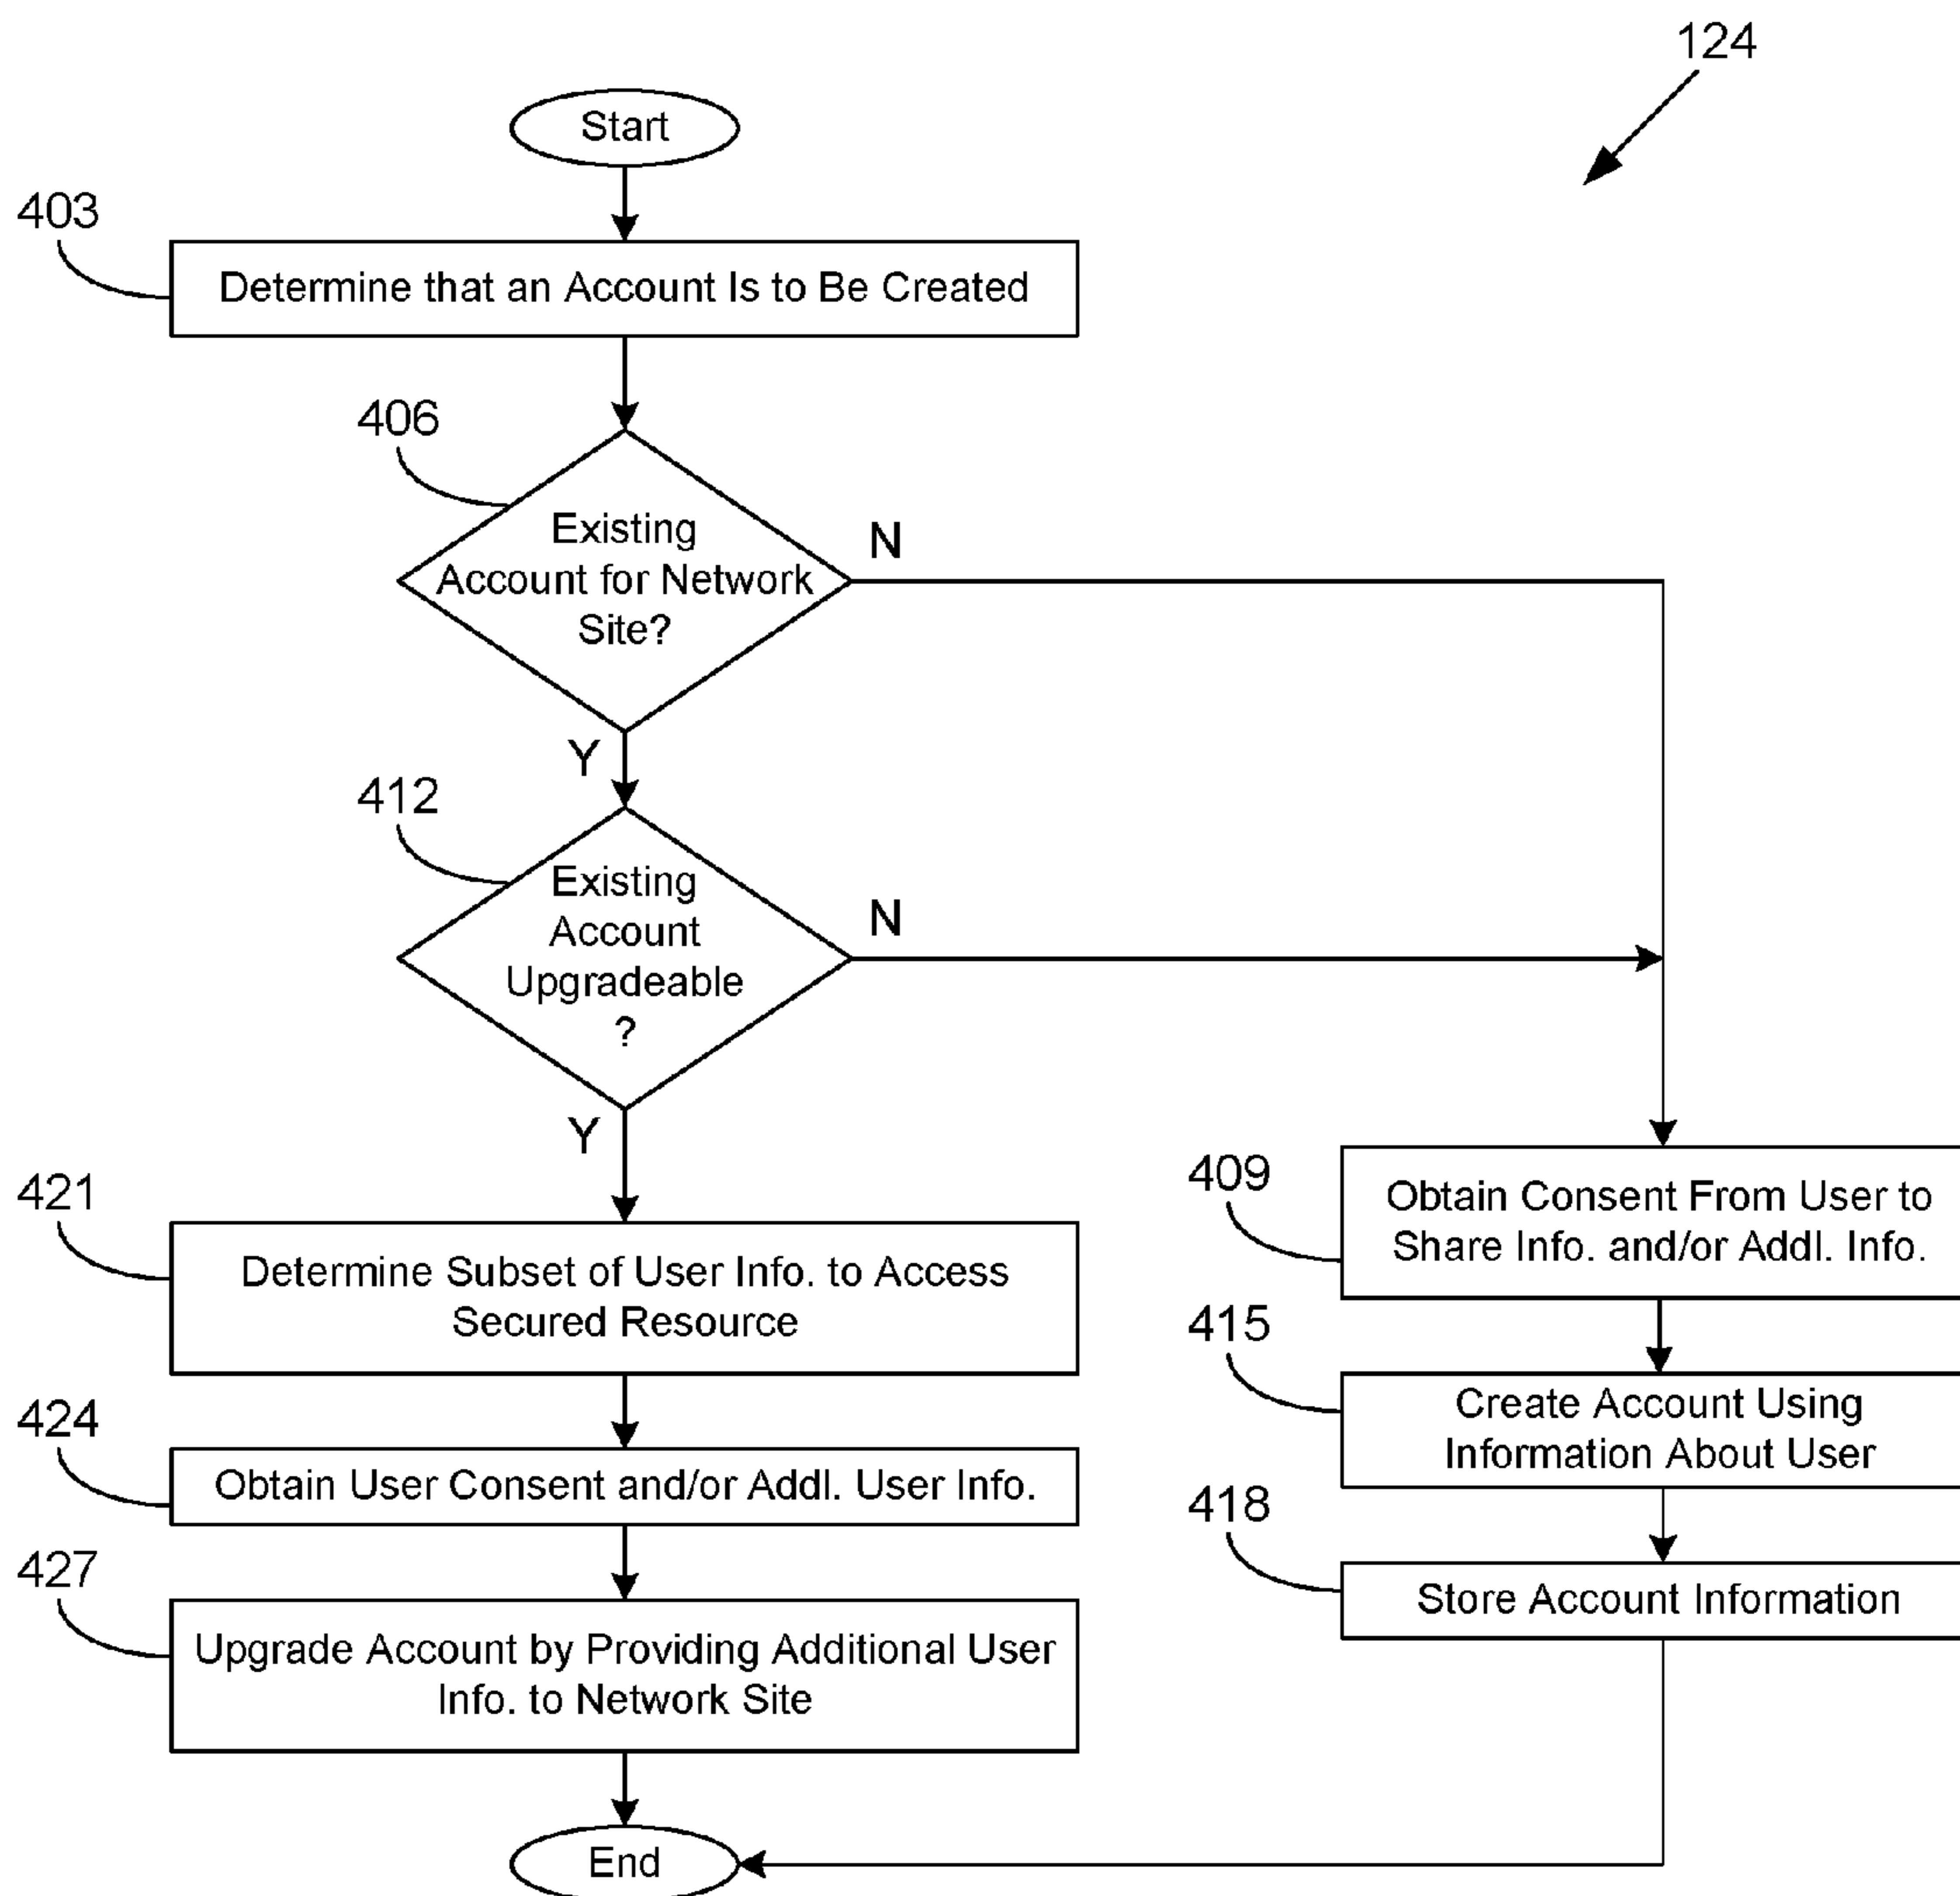 124
Start
403
Determine that an Account Is to Be Created
406
Existing
Account for Network
Site?
N
Y
412
Existing
Account
Upgradeable
?
N
Y
421
Determine Subset of User Info. to Access
Secured Resource
424
Obtain User Consent and/or Addl. User Info.
427
Upgrade Account by Providing Additional User
Info. to Network Site
409
Obtain Consent From User to
Share Info. and/or Addl. Info.
415
Create Account Using
Information About User
418
Store Account Information
End